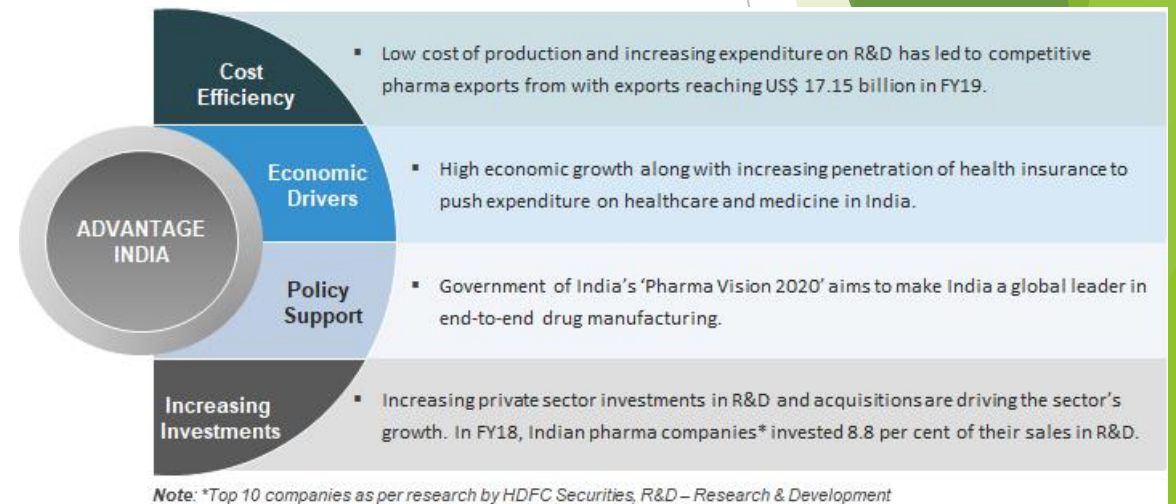 Cost
Efficiency
▪ Low cost of production and increasing expenditure on R&D has led to competitive
pharma exports from with exports reaching US$ 17.15 billion in FY19.
ADVANTAGE
INDIA
Economic
Drivers
▪ High economic growth along with increasing penetration of health insurance to
push expenditure on healthcare and medicine in India.
Policy
Support
▪ Government of India's 'Pharma Vision 2020' aims to make India a global leader in
end-to-end drug manufacturing.
Increasing
Investments
▪ Increasing private sector investments in R&D and acquisitions are driving the sector's
growth. In FY18, Indian pharma companies* invested 8.8 per cent of their sales in R&D.
Note: *Top 10 companies as per research by HDFC Securities, R&D – Research & Development